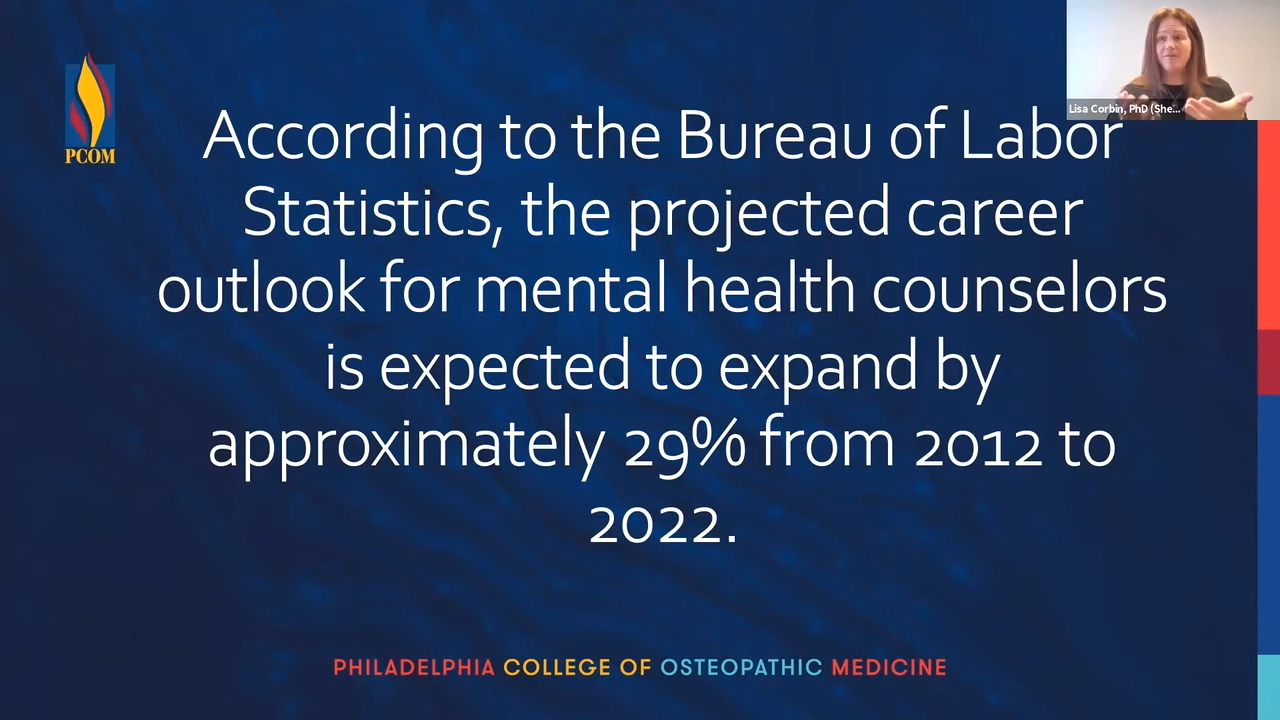 PCOM
Lisa Corbin, PhD (She...
According to the Bureau of Labor
Statistics, the projected career
outlook for mental health counselors
is expected to expand by
approximately 29% from 2012 to
2022.
PHILADELPHIA COLLEGE OF OSTEOPATHIC MEDICINE